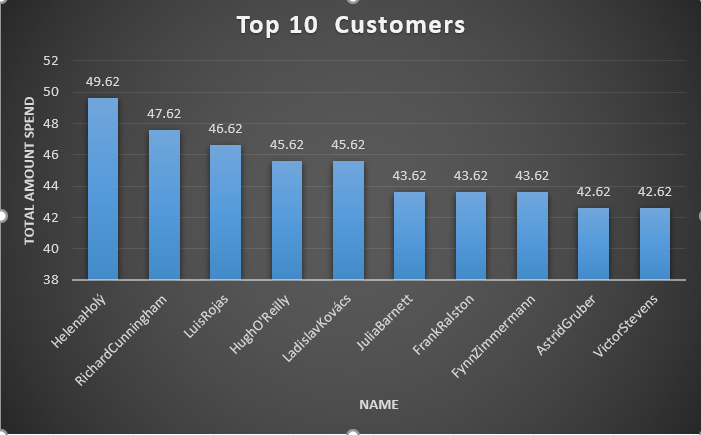 Top 10  Customers
TOTAL AMOUNT SPEND
52
50
48
46
44
42
40
38
49.62
47.62
46.62
45.62
45.62
43.62
43.62
43.62
42.62
42.62
HelenaHolý
RichardCunningham
LuisRojas
HughO'Reilly
LadislavKovács
JuliaBarnett
FrankRalston
FynnZimmermann
AstridGruber
VictorStevens
NAME